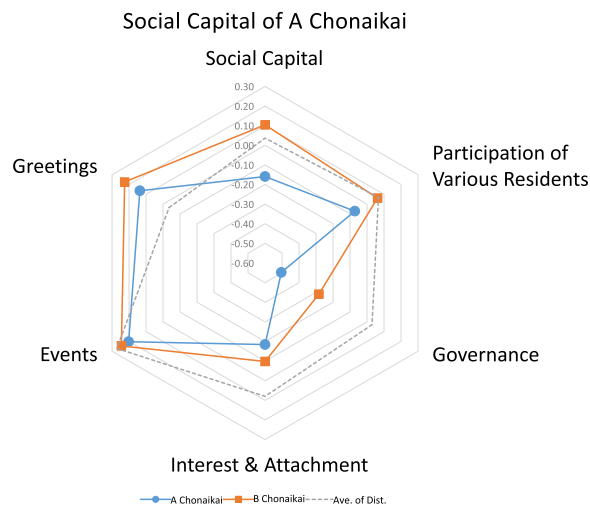 Social Capital of A Chonaikai
Social Capital
0.30
0.20
0.10
0.00
-0.10
-0.20
-0.30
-0.40
-0.50
-0.60
Participation of
Various Residents
Governance
Interest & Attachment
Events
Greetings
A Chonaikai
B Chonaikai
Ave. of Dist.